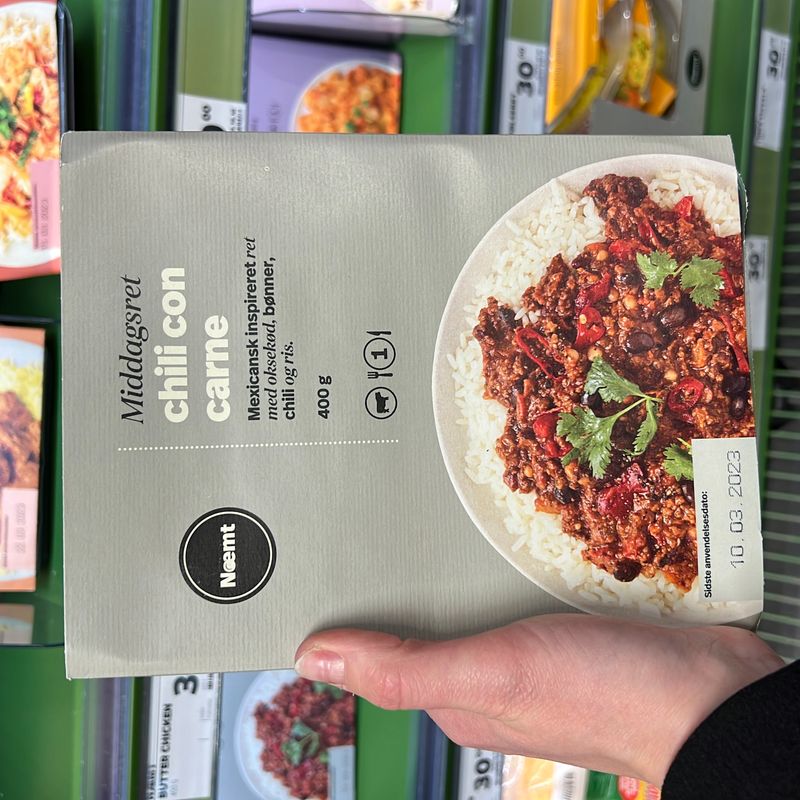 Middagsret
chili con
carne
Mexicansk inspireret ret
med oksekød, bønner,
chili og ris.
400 g
1
Næmt
Sidste anvendelsesdato:
10. 03. 2023
BUTTER CHICKEN
30
30
30